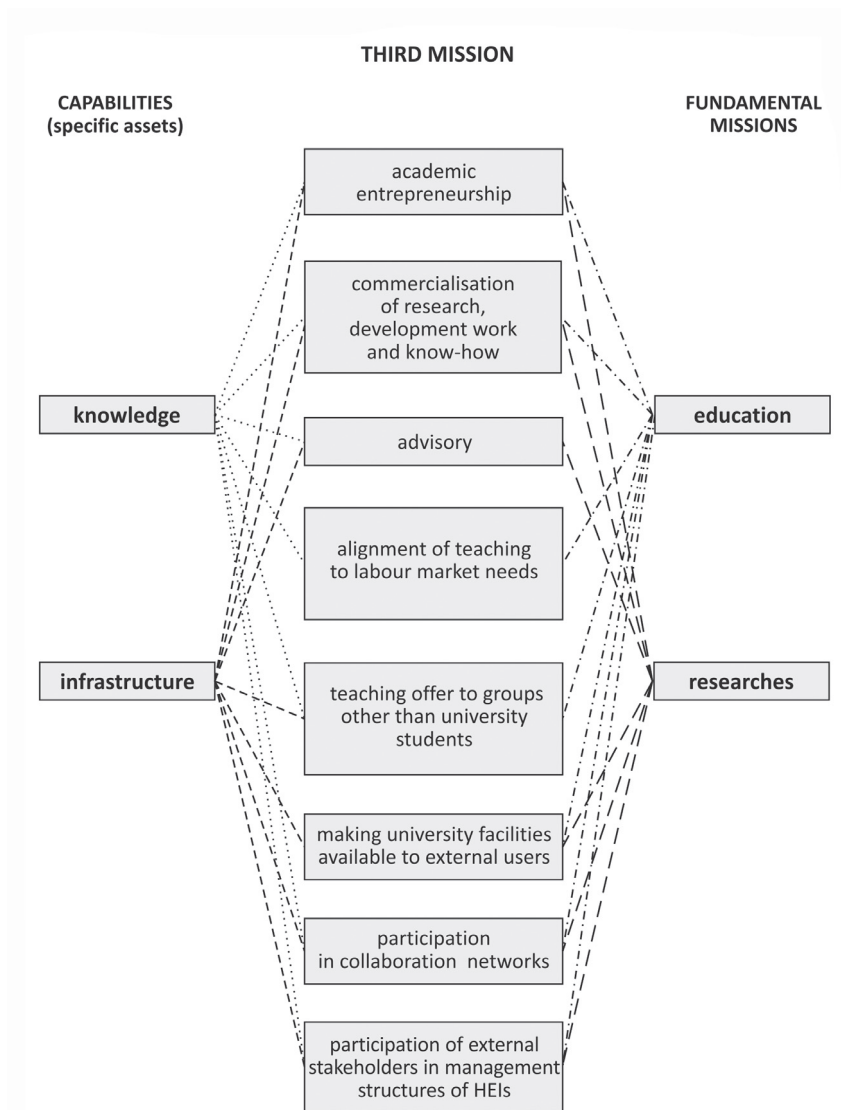 THIRD MISSION
CAPABILITIES
(specific assets)
FUNDAMENTAL
MISSIONS
academic
entrepreneurship
commercialisation
of research,
development work
and know-how
knowledge
education
advisory
alignment of teaching
to labour market needs
infrastructure
researches
teaching offer to groups
other than university
students
making university facilities
available to external users
participation
in collaboration networks
participation of external
stakeholders in management
structures of HEIs